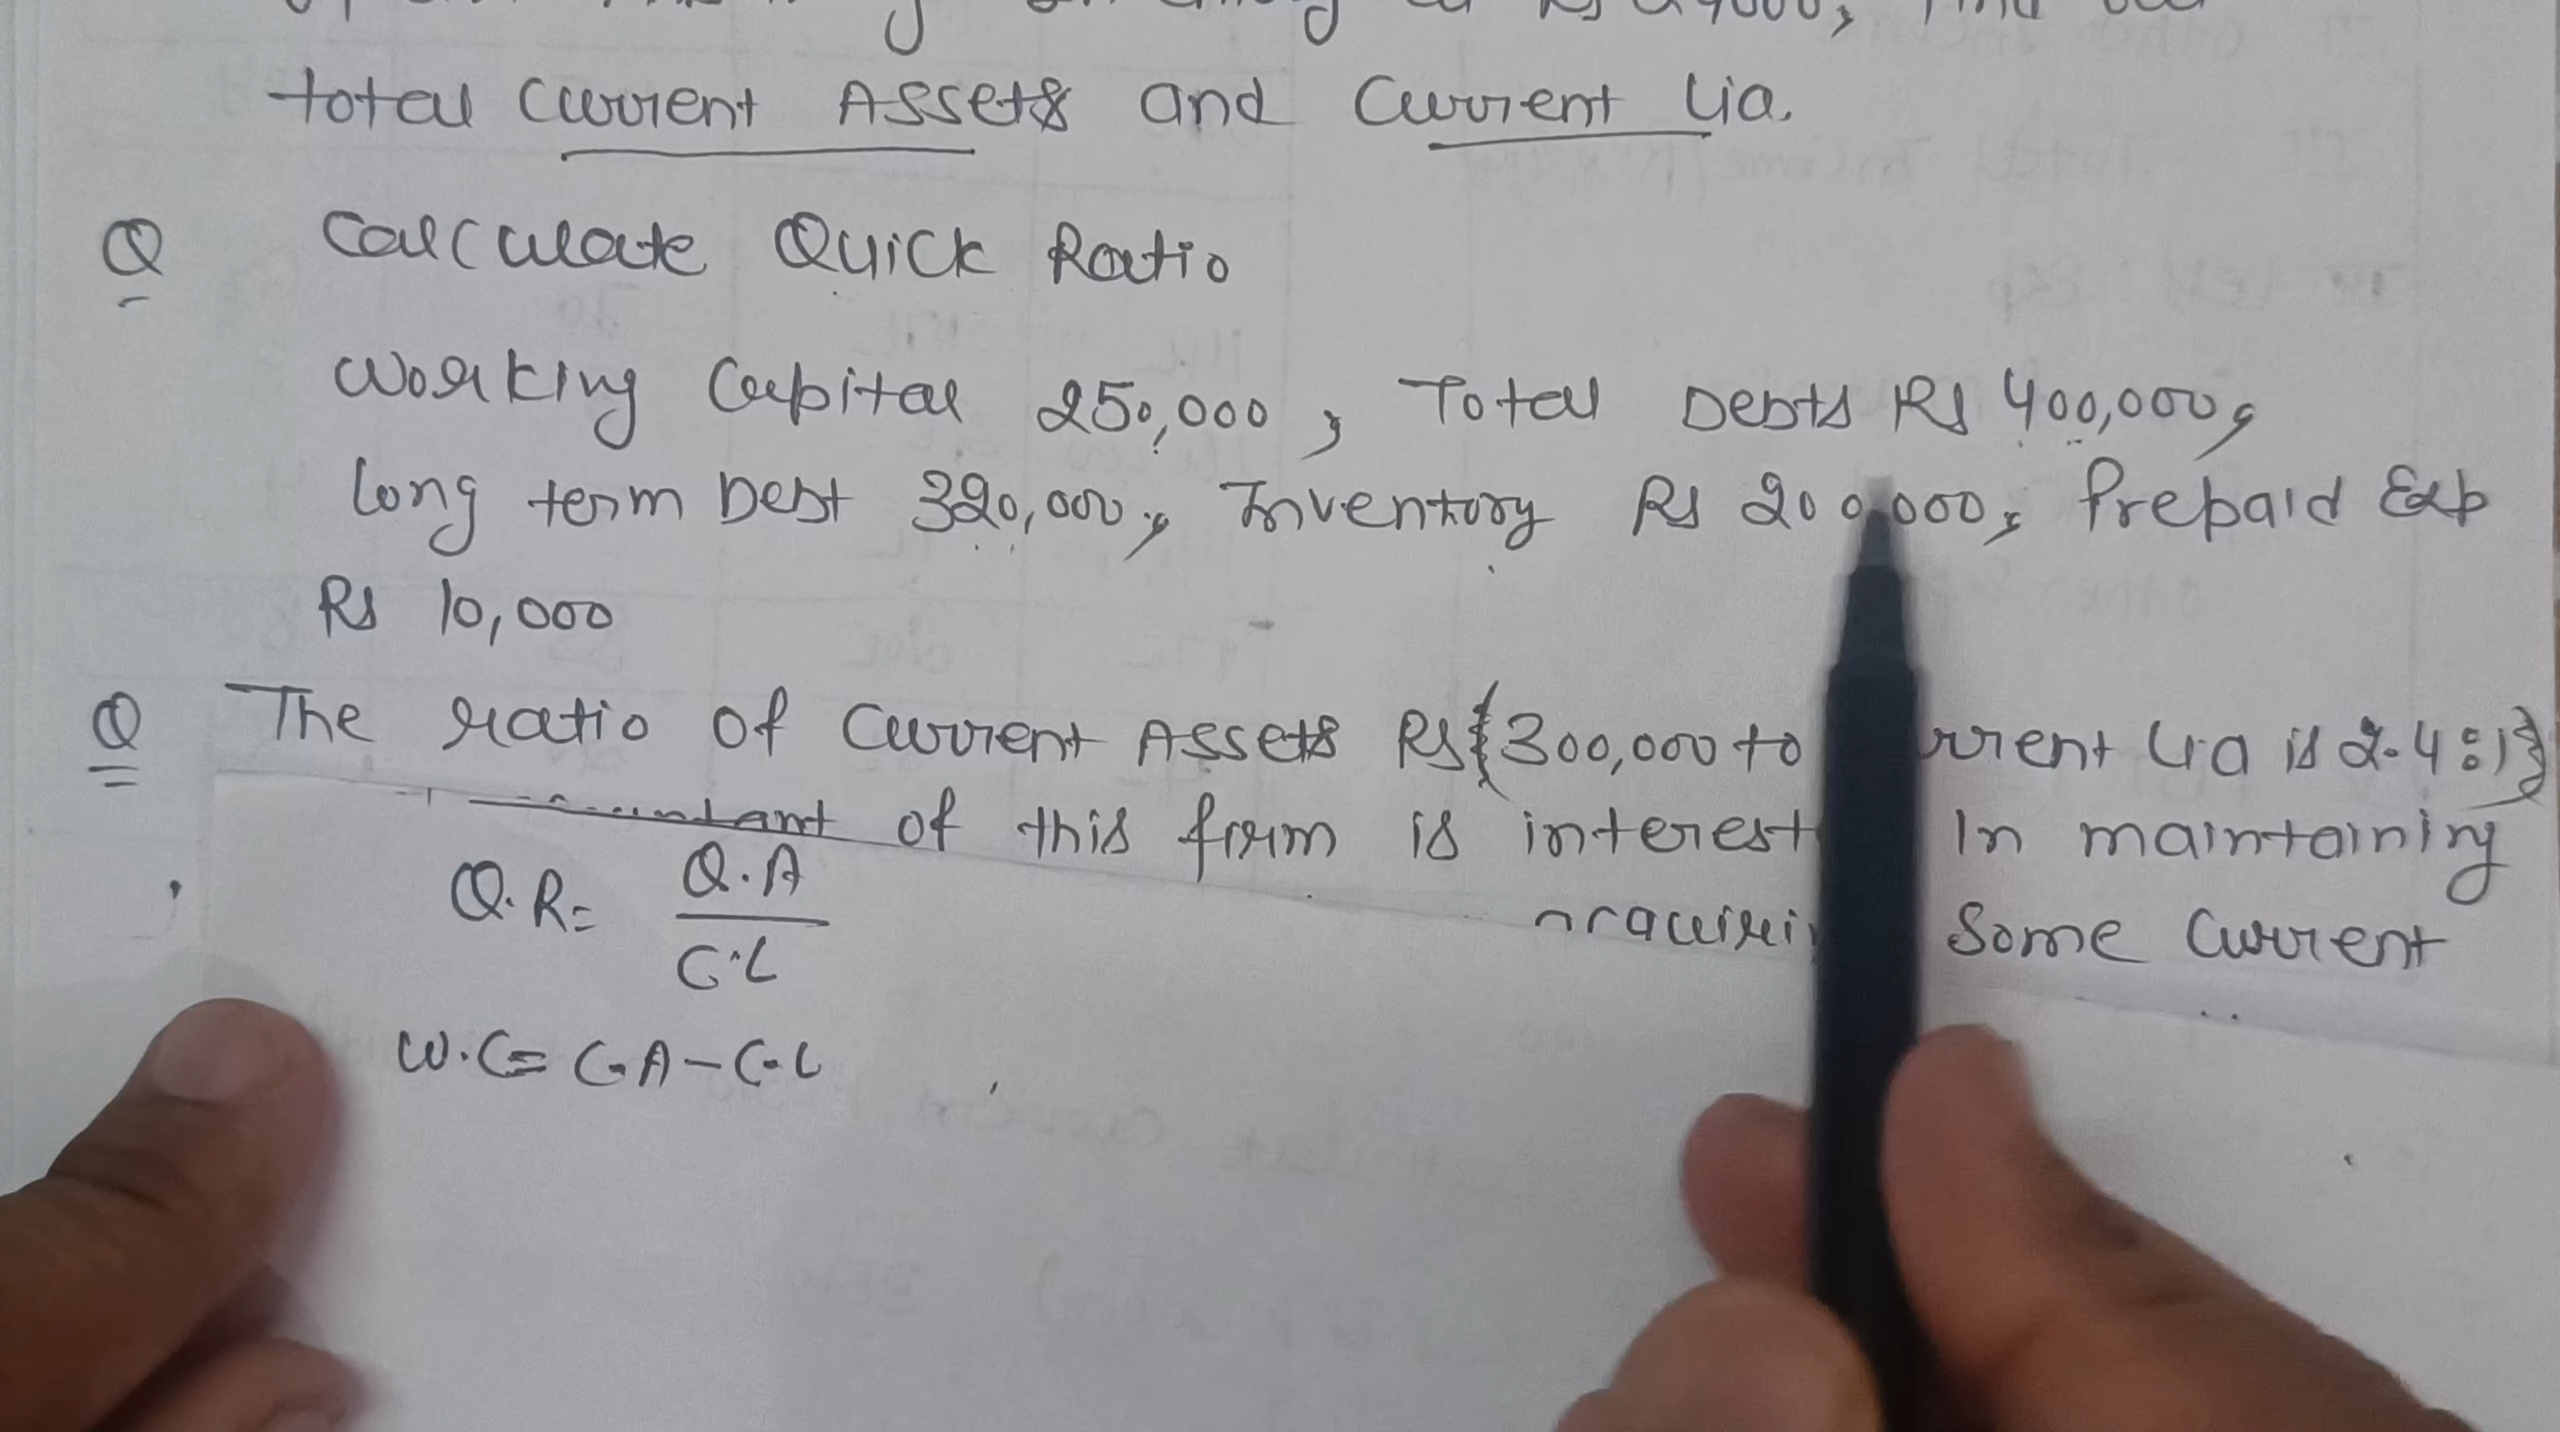 total Current Assets and Current Lia.
Q Calculate Quick Ratio
Working Capital 250,000, Total Debts Rs 400,000,
Long term Debt 320,000, Inventory Rs 200,000, Prepaid Exp
Rs 10,000
Q The ratio of Current Assets Rs {300,000 to Current Lia is 2.4:1}
of this firm is In maintaining
Some Current
Q.R = Q.A
C.L
W.C = C.A - C.L